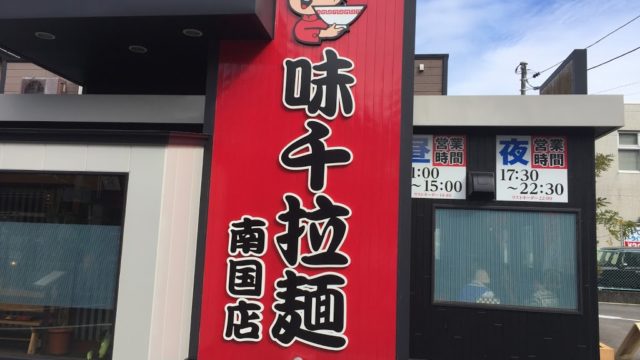 味千拉麺
南国店
昼 営業時間
1:00
～15:00
夜 営業時間
17:30
～22:30